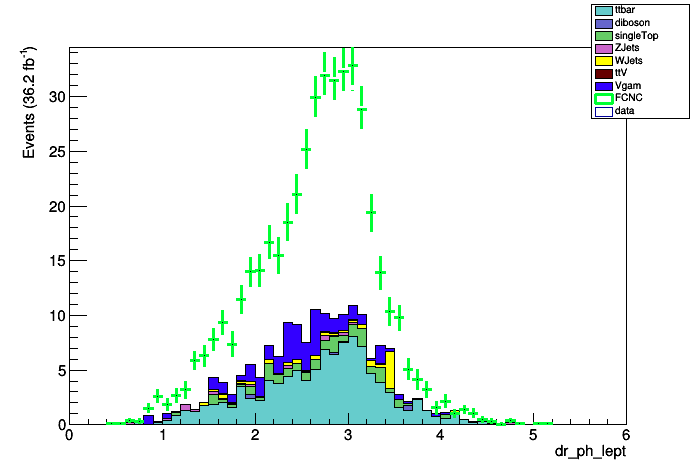 ttbar
diboson
singleTop
ZJets
WJets
ttV
Vgam
FCNC
data
Events (36.2 fb⁻¹)
30
25
20
15
10
5
0
0 1 2 3 4 5 6
dr_ph_lept